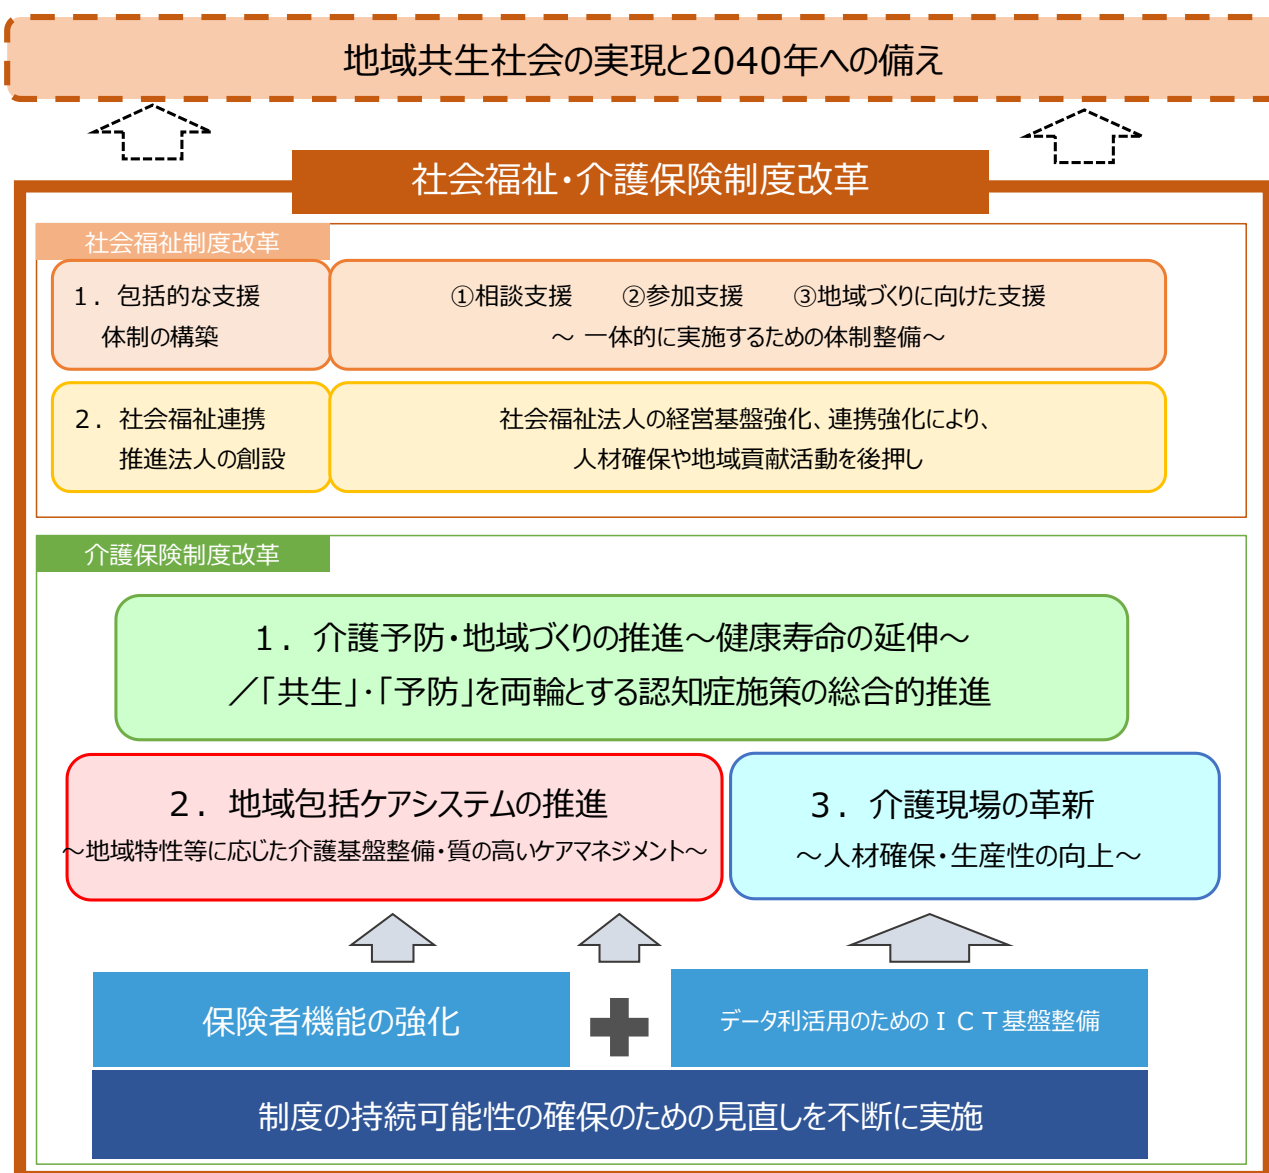 地域共生社会の実現と2040年への備え
社会福祉・介護保険制度改革
社会福祉制度改革
１．包括的な支援
体制の構築
①相談支援　②参加支援　③地域づくりに向けた支援
～ 一体的に実施するための体制整備～
２．社会福祉連携
推進法人の創設
社会福祉法人の経営基盤強化、連携強化により、
人材確保や地域貢献活動を後押し
介護保険制度改革
１．介護予防・地域づくりの推進～健康寿命の延伸～
／「共生」・「予防」を両輪とする認知症施策の総合的推進
２．地域包括ケアシステムの推進
～地域特性等に応じた介護基盤整備・質の高いケアマネジメント～
３．介護現場の革新
～人材確保・生産性の向上～
保険者機能の強化
データ利活用のためのＩＣＴ基盤整備
制度の持続可能性の確保のための見直しを不断に実施